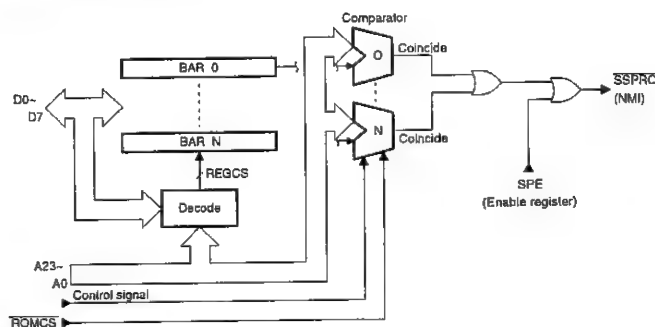 Comparator
BAR 0
O
Coincide
D0~
D7
SSPRC
(NMI)
BAR N
N
Coincide
REGCS
SPE
(Enable register)
Decode
A23~
A0
Control signal
ROMCS